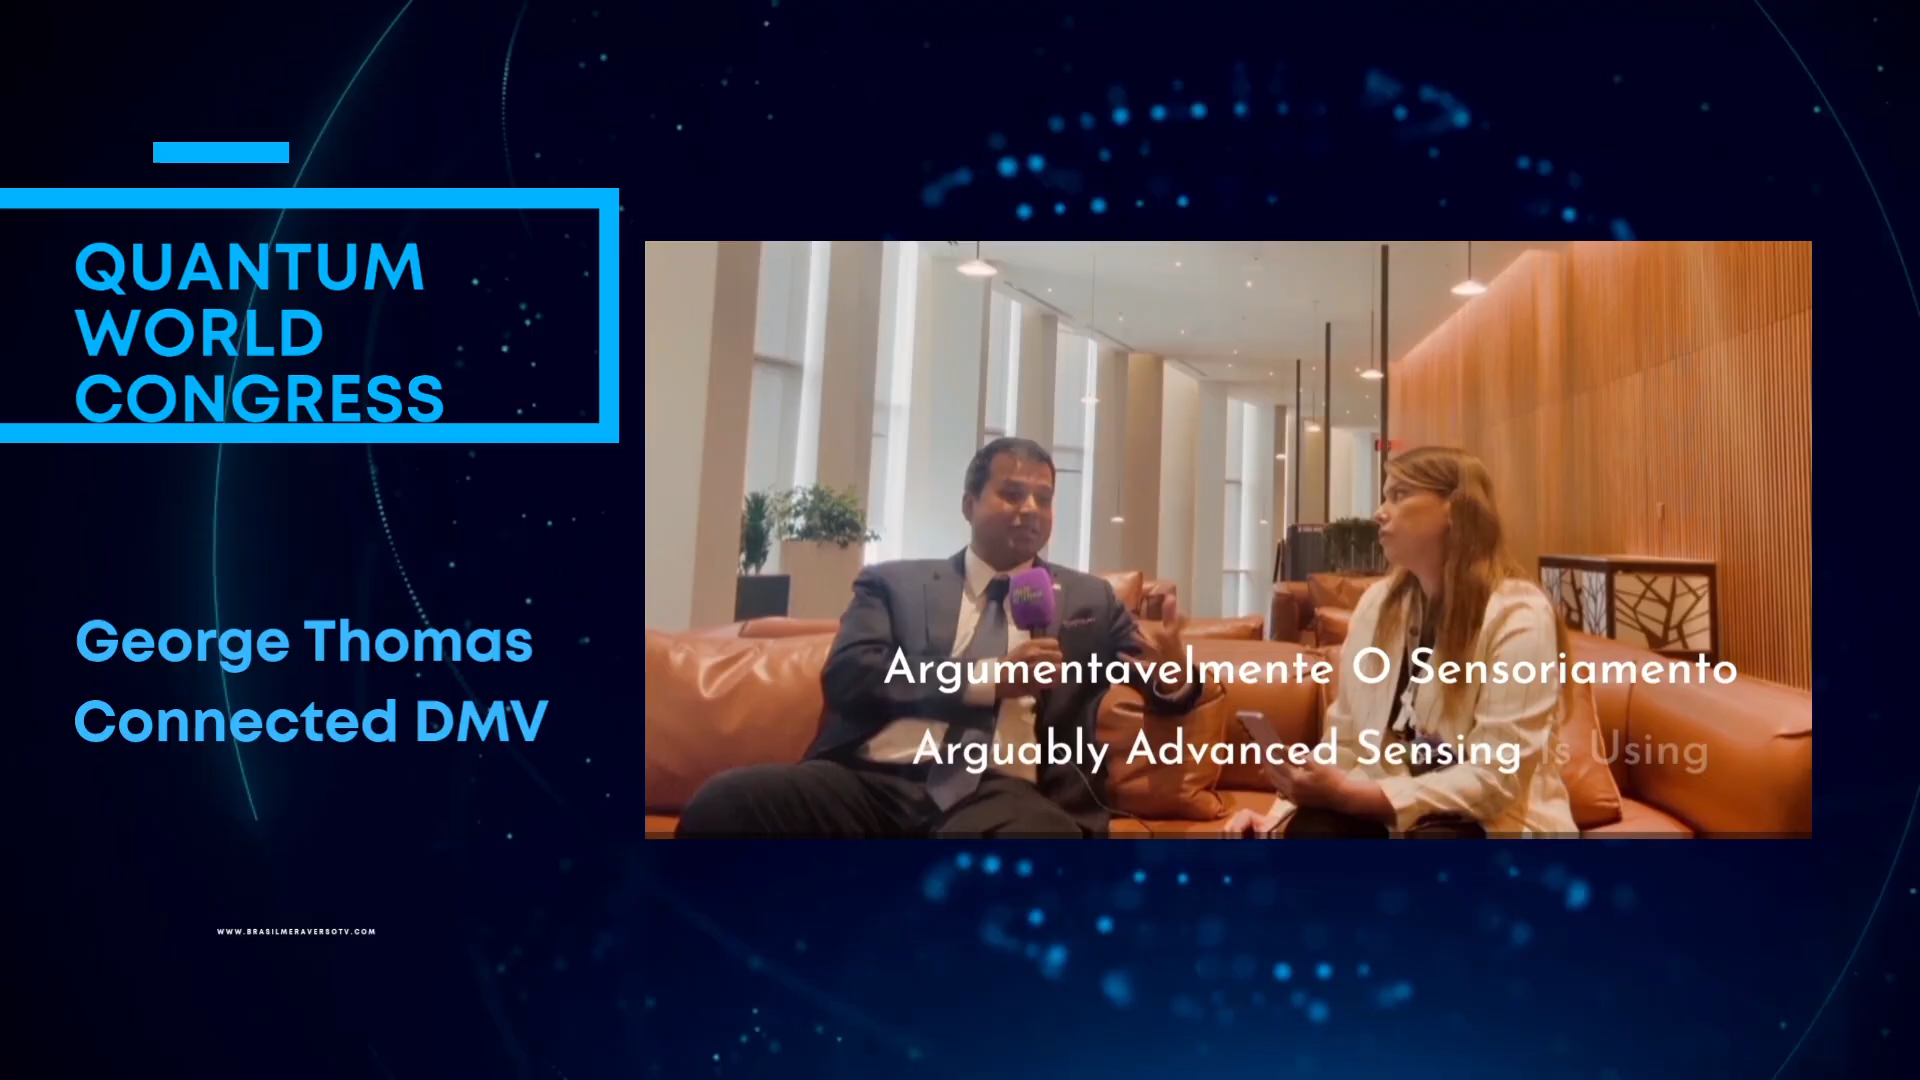 QUANTUM
WORLD
CONGRESS
George Thomas
Connected DMV
Argumentavelmente O Sensoriamento
Arguably Advanced Sensing Is Using
WWW.BRASILMERAVERSOTV.COM